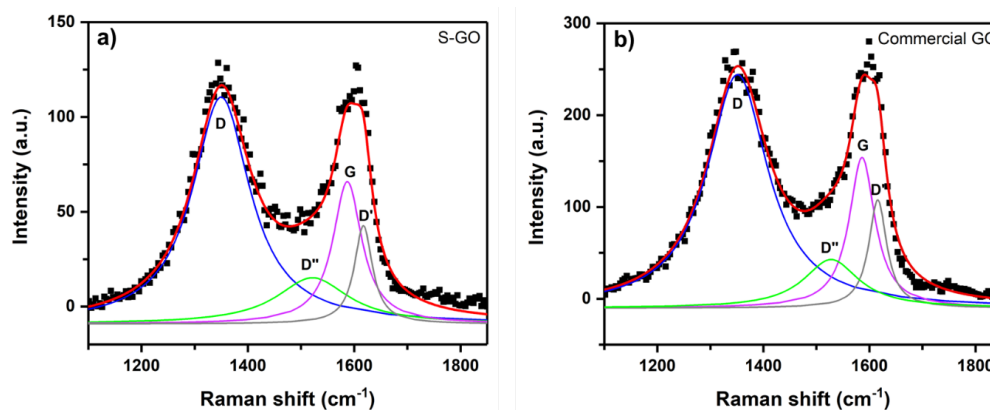 a)
S-GO
150
100
50
0
Intensity (a.u.)
D
D"
G
D'
1200
1400
1600
1800
Raman shift (cm⁻¹)
b)
Commercial GO
300
200
100
0
Intensity (a.u.)
D
D"
G
D'
1200
1400
1600
1800
Raman shift (cm⁻¹)